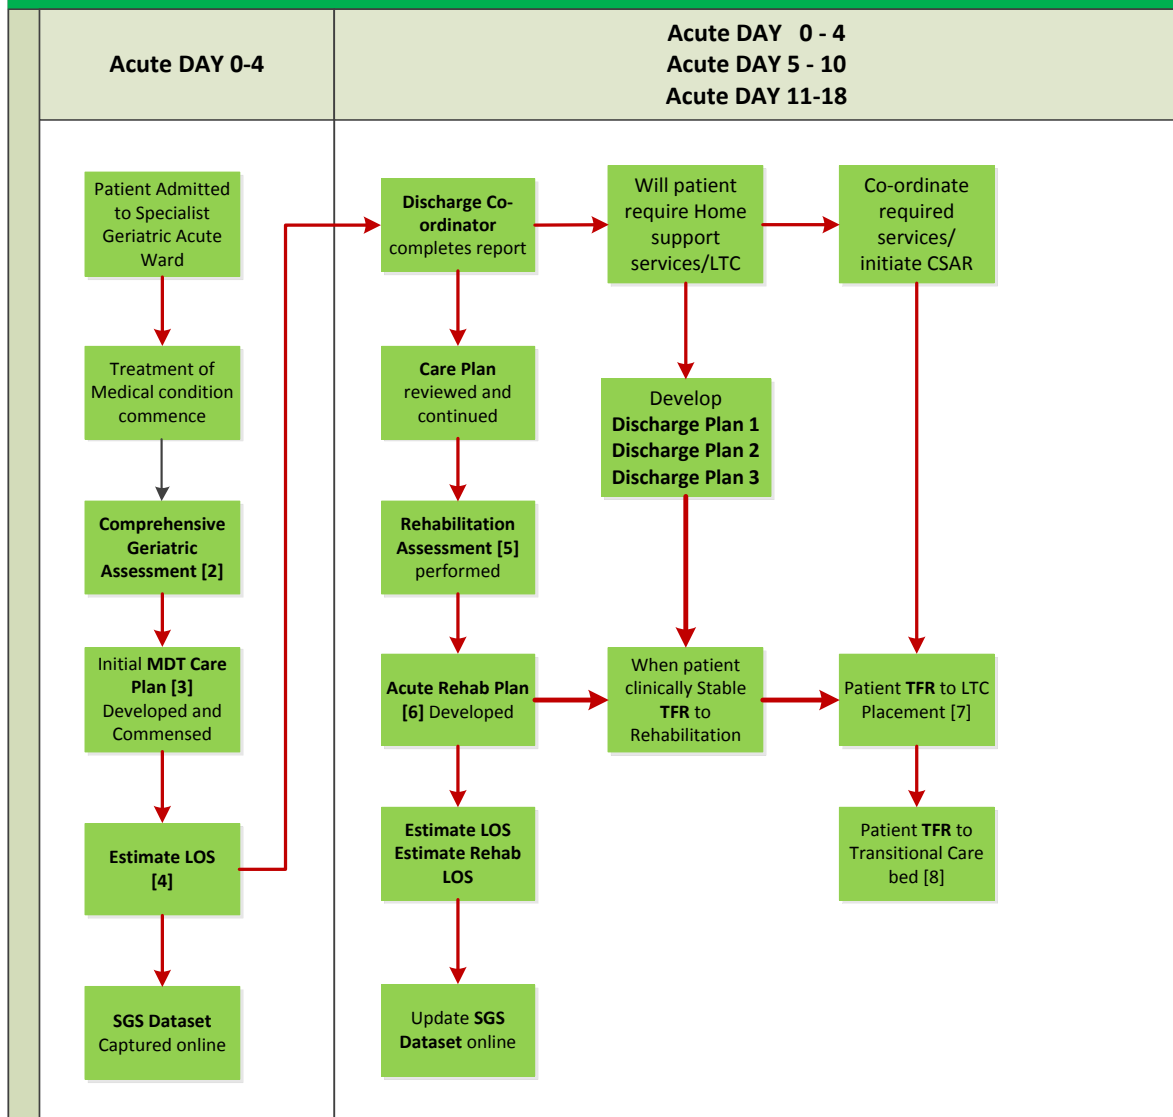 Acute DAY 0-4
Acute DAY 0 - 4
Acute DAY 5 - 10
Acute DAY 11-18
Patient Admitted
to Specialist
Geriatric Acute
Ward
Treatment of
Medical condition
commence
Comprehensive
Geriatric
Assessment [2]
Initial MDT Care
Plan [3]
Developed and
Commensed
Estimate LOS
[4]
SGS Dataset
Captured online
Discharge Co-
ordinator
completes report
Care Plan
reviewed and
continued
Rehabilitation
Assessment [5]
performed
Acute Rehab Plan
[6] Developed
Estimate LOS
Estimate Rehab
LOS
Update SGS
Dataset online
Will patient
require Home
support
services/LTC
Develop
Discharge Plan 1
Discharge Plan 2
Discharge Plan 3
When patient
clinically Stable
TFR to
Rehabilitation
Co-ordinate
required
services/
initiate CSAR
Patient TFR to LTC
Placement [7]
Patient TFR to
Transitional Care
bed [8]